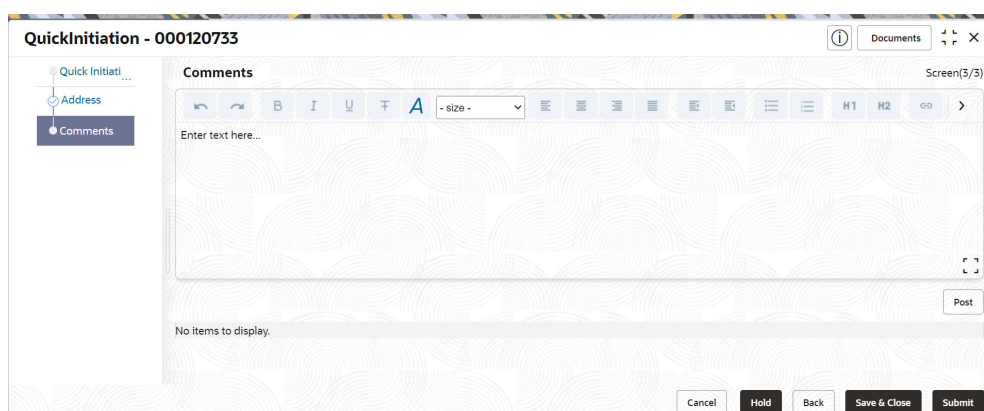 QuickInitiation - 000120733
Documents
Quick Initiati...
Address
Comments
Comments
Screen(3/3)
B I U T A - size - H1 H2
Enter text here...
Post
No items to display.
Cancel Hold Back Save & Close Submit